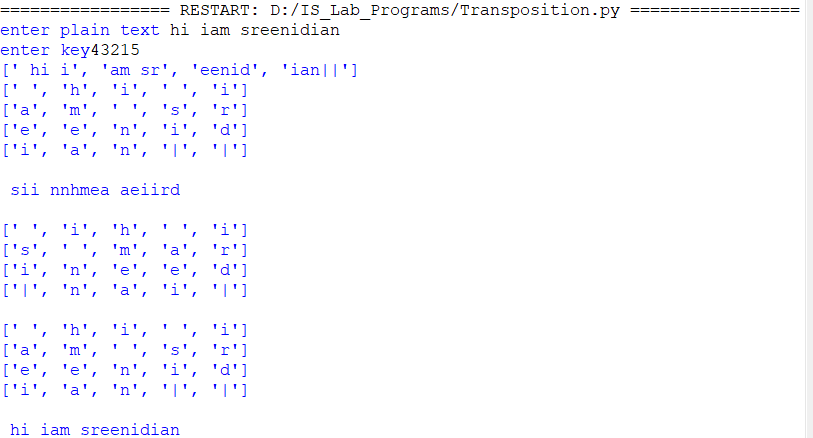 ================= RESTART: D:/IS_Lab_Programs/Transposition.py =================
enter plain text hi iam sreenidian
enter key43215
[' hi i', 'am sr', 'eenid', 'ian||']
[' ', 'h', 'i', ' ', 'i']
['a', 'm', ' ', 's', 'r']
['e', 'e', 'n', 'i', 'd']
['i', 'a', 'n', '|', '|']
 sii nnhmea aeiird
[' ', 'i', 'h', ' ', 'i']
['s', ' ', 'm', 'a', 'r']
['i', 'n', 'e', 'e', 'd']
['|', 'n', 'a', 'i', '|']
[' ', 'h', 'i', ' ', 'i']
['a', 'm', ' ', 's', 'r']
['e', 'e', 'n', 'i', 'd']
['i', 'a', 'n', '|', '|']
 hi iam sreenidian